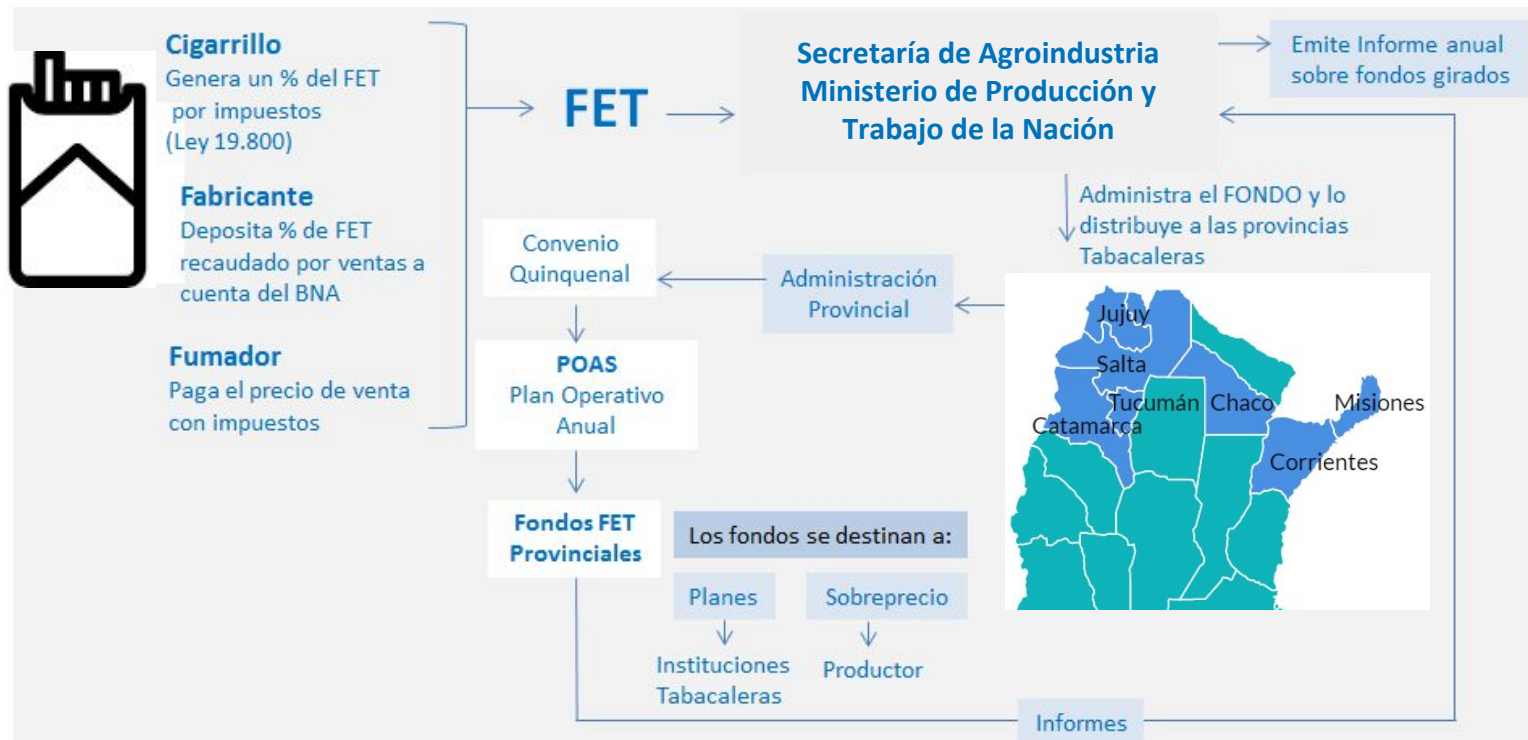 Cigarrillo
Genera un % del FET
por impuestos
(Ley 19.800)
Fabricante
Deposita % de FET
recaudado por ventas a
cuenta del BNA
Fumador
Paga el precio de venta
con impuestos
FET
Secretaría de Agroindustria
Ministerio de Producción y
Trabajo de la Nación
Emite Informe anual
sobre fondos girados
Administra el FONDO y lo
distribuye a las provincias
Tabacaleras
Jujuy
Salta
Tucumán
Chaco
Misiones
Catamarca
Corrientes
Administración
Provincial
Convenio
Quinquenal
POAS
Plan Operativo
Anual
Fondos FET
Provinciales
Los fondos se destinan a:
Planes
Sobreprecio
Instituciones
Tabacaleras
Productor
Informes